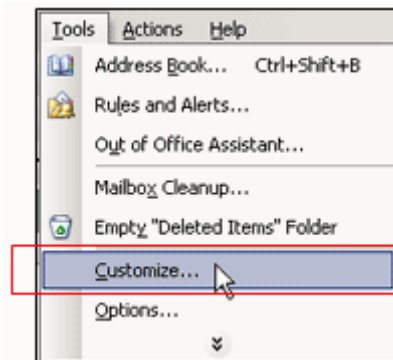 Tools Actions Help
Address Book... Ctrl+Shift+B
Rules and Alerts...
Out of Office Assistant...
Mailbox Cleanup...
Empty "Deleted Items" Folder
Customize...
Options...